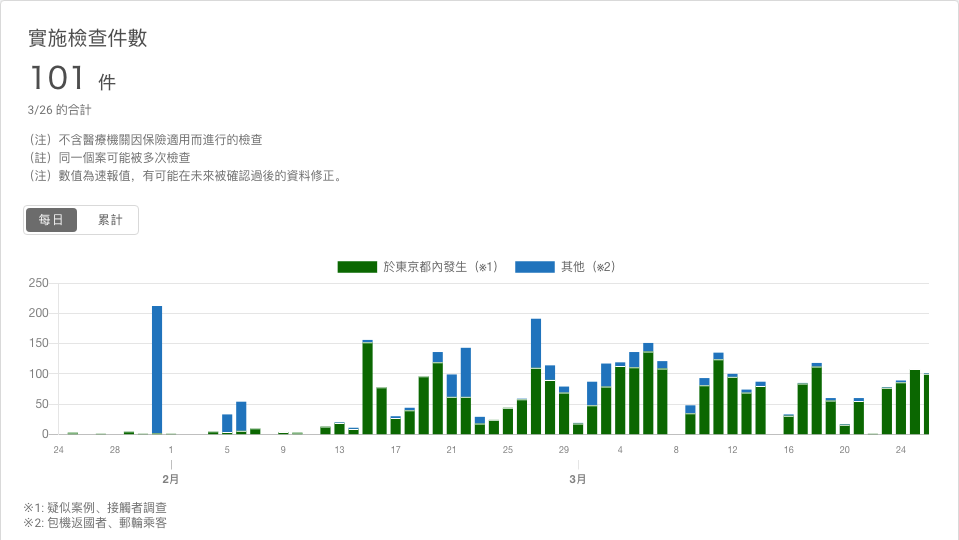 實施檢查件數
101 件
3/26 的合計
（注）不含醫療機關因保險適用而進行的檢查
（註）同一個案可能被多次檢查
（注）數值為速報值，有可能在未來被確認過後的資料修正。
每日 累計
於東京都內發生（※1） 其他（※2）
250
200
150
100
50
0
24 28 1 5 9 13 17 21 25 29 4 8 12 16 20 24
2月 3月
※1: 疑似案例、接觸者調查
※2: 包機返國者、郵輪乘客